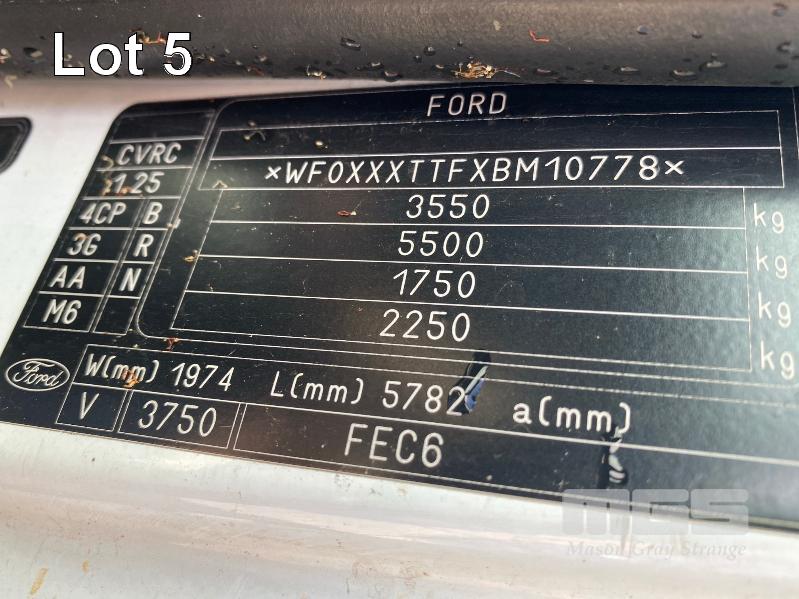 Lot 5
FORD
CVRC
*WF0XXXTTFXBM10778*
1.25
3550 kg
4CP B
5500 kg
3G R
1750 kg
AA N
2250 kg
M6
Ford
W(mm) 1974 L(mm) 5782 a(mm)
V 3750 FEC6
MGS
Mason Gray Strange